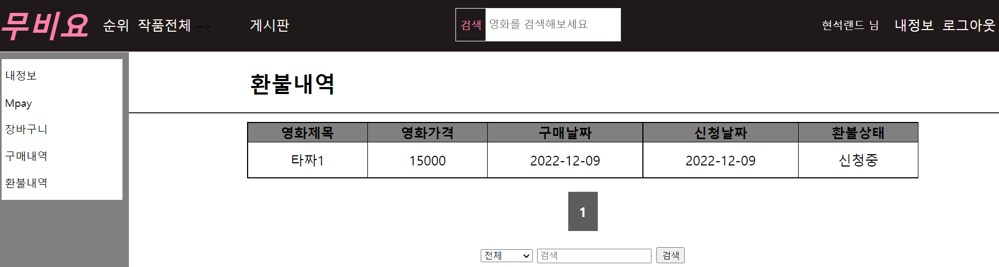 무비요 순위 작품전체 --> 게시판 검색 영화를 검색해보세요 현석랜드 님 내정보 로그아웃
내정보
Mpay
장바구니
구매내역
환불내역
환불내역
영화제목 영화가격 구매날짜 신청날짜 환불상태
타짜1 15000 2022-12-09 2022-12-09 신청중
1
전체 검색 검색